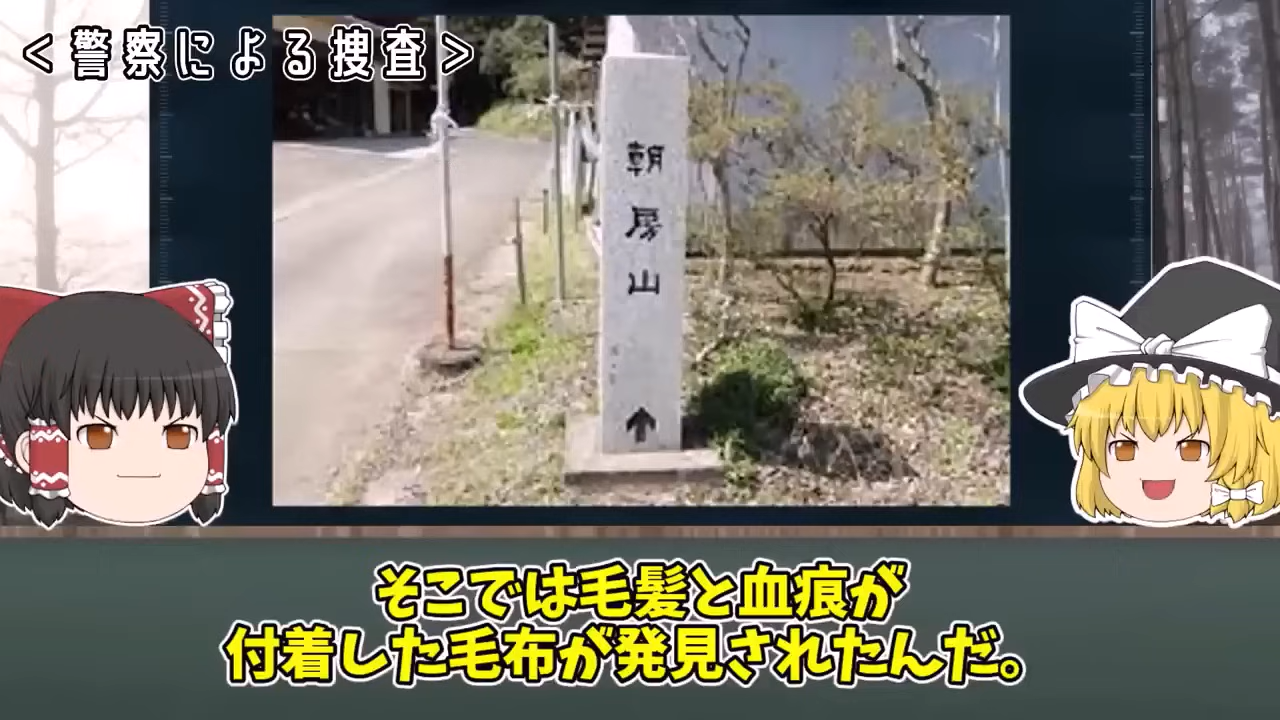 ＜警察による捜査＞
朝房山
↑
そこでは毛髪と血痕が
付着した毛布が発見されたんだ。